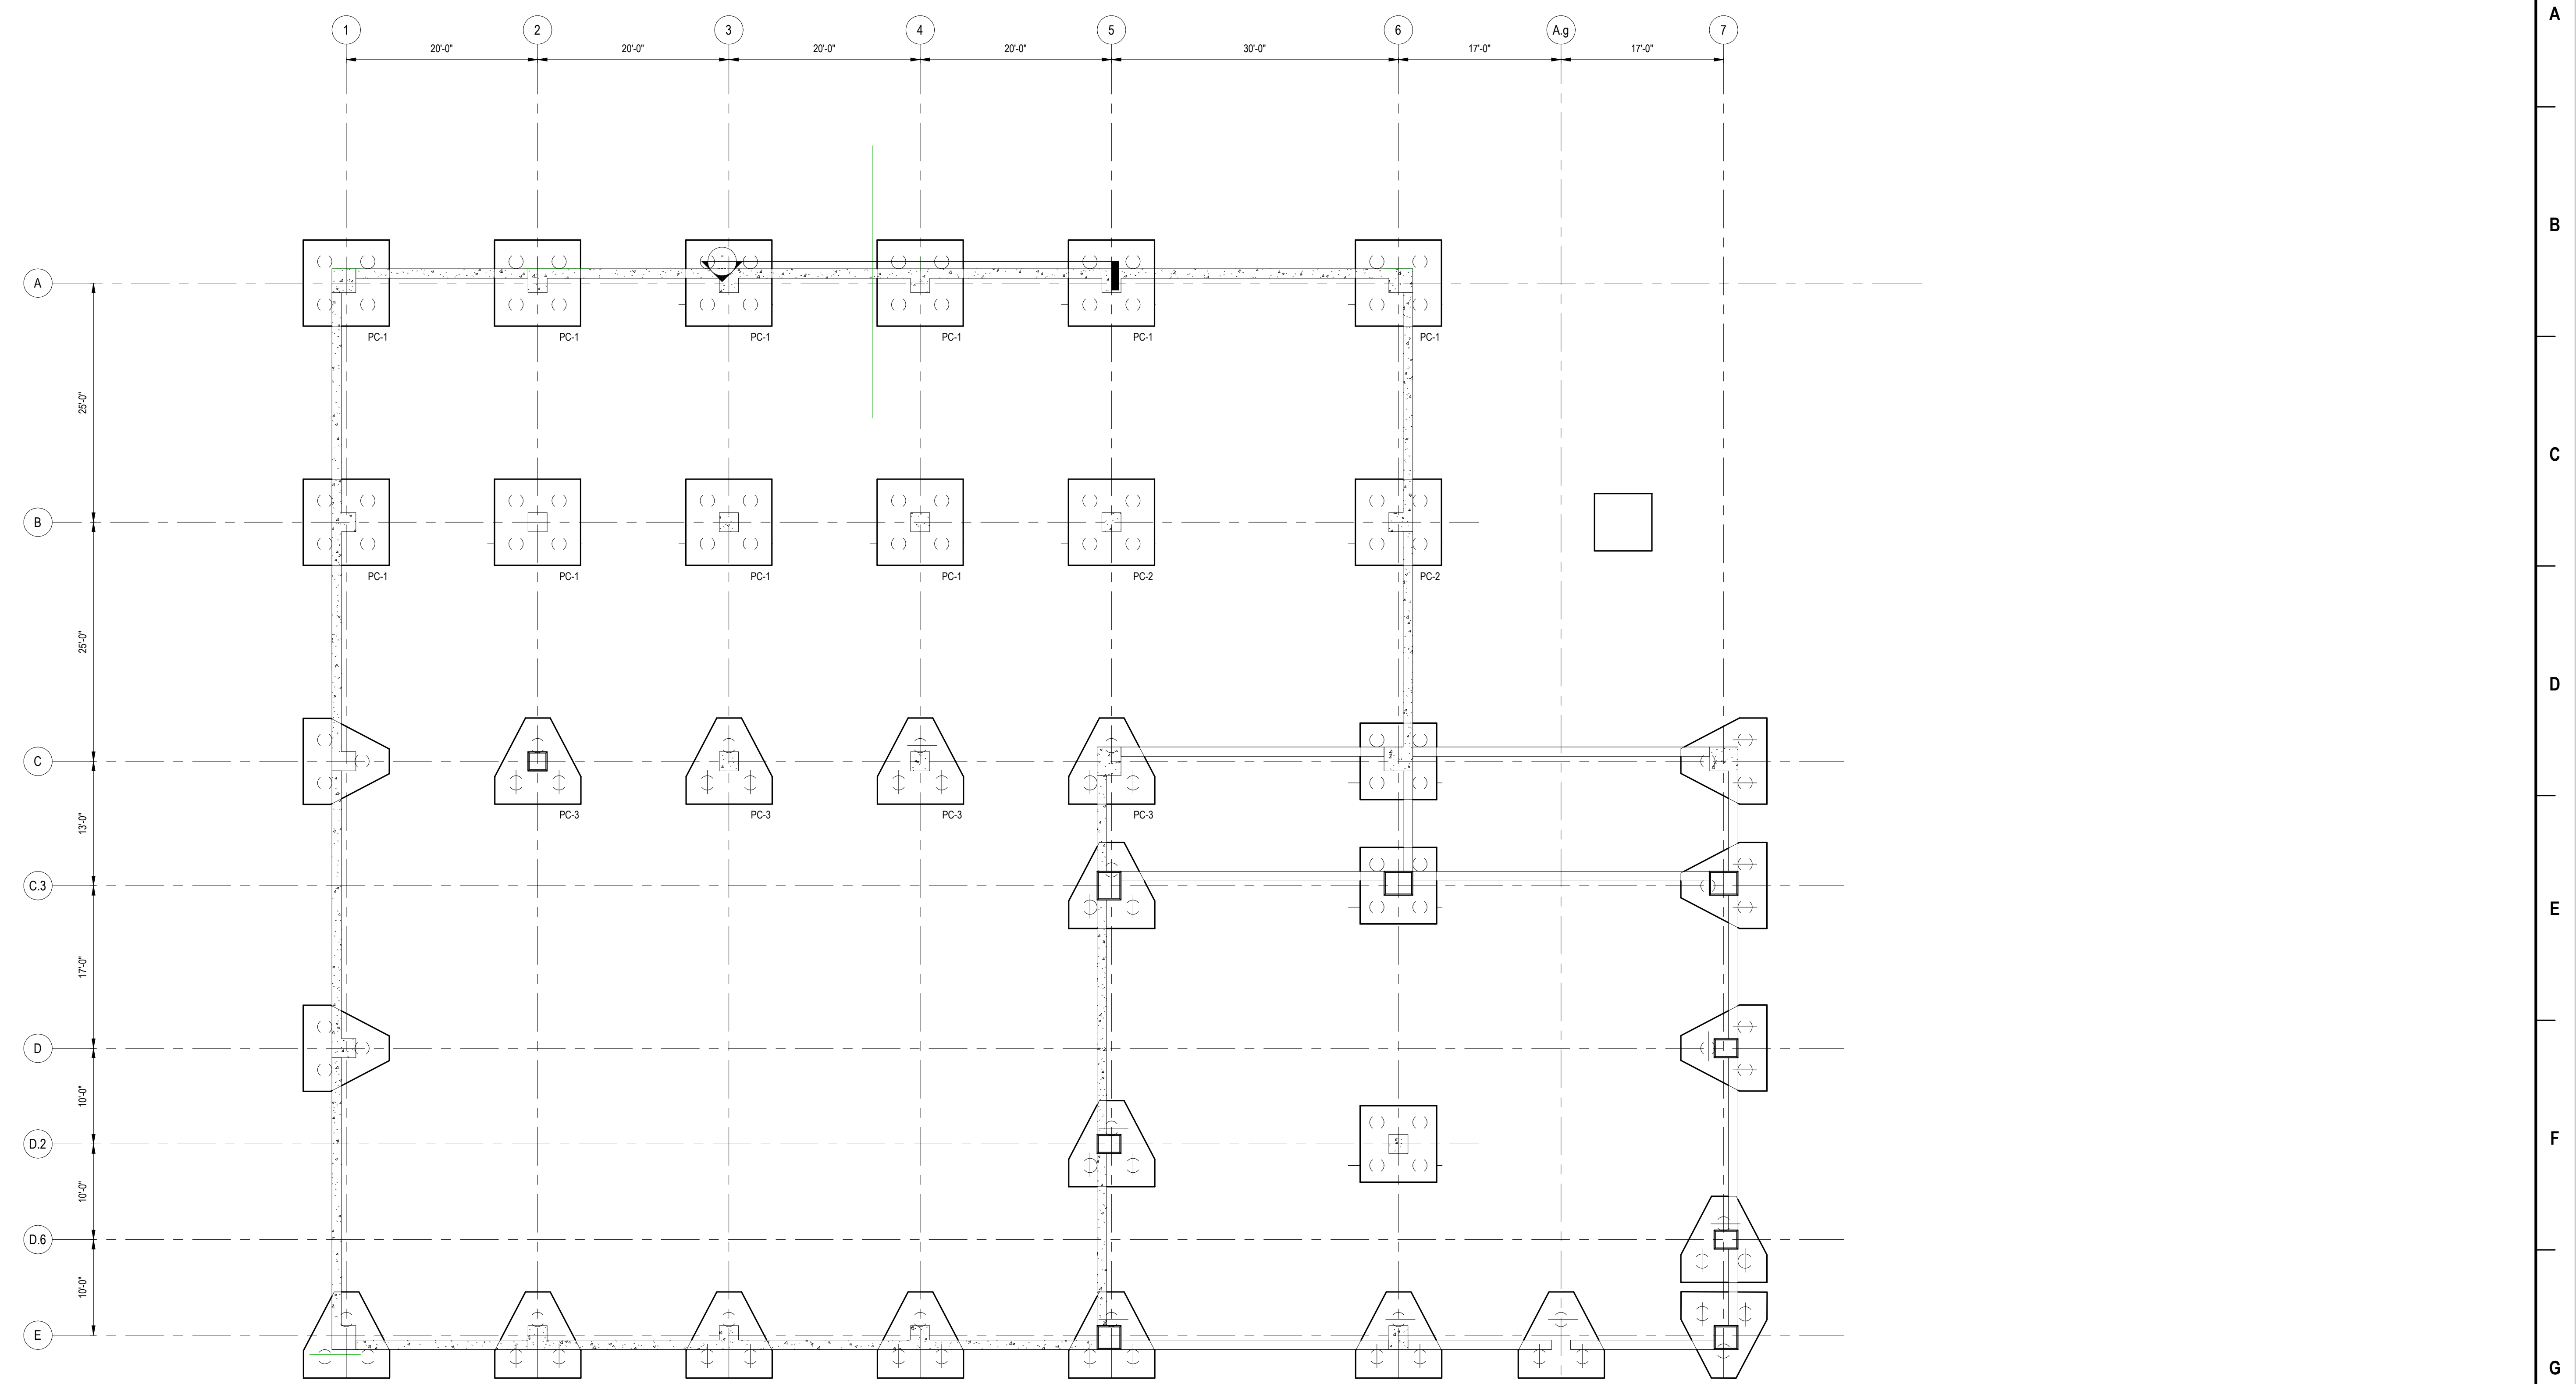 A
1 2 3 4 5 6 A.g 7
20'-0" 20'-0" 20'-0" 20'-0" 30'-0" 17'-0" 17'-0"
B
A
PC-1 PC-1 PC-1 PC-1 PC-1 PC-1
25'-0"
C
B
PC-1 PC-1 PC-1 PC-1 PC-2 PC-2
25'-0"
D
C
PC-3 PC-3 PC-3 PC-3
13'-0"
C.3
E
17'-0"
D
10'-0"
F
D.2
10'-0"
D.6
10'-0"
E
G